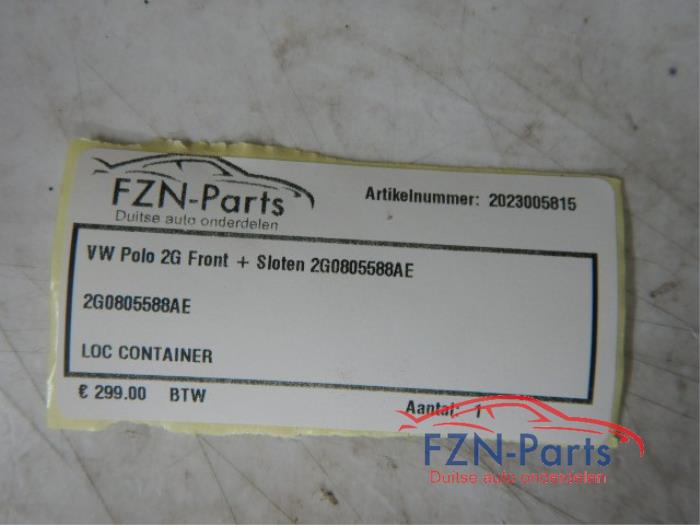 FZN-Parts
Duitse auto onderdelen
Artikelnummer: 2023005815
VW Polo 2G Front + Sloten 2G0805588AE
2G0805588AE
LOC CONTAINER
€ 299.00 BTW
Aantal: 1
FZN-Parts
Duitse auto onderdelen